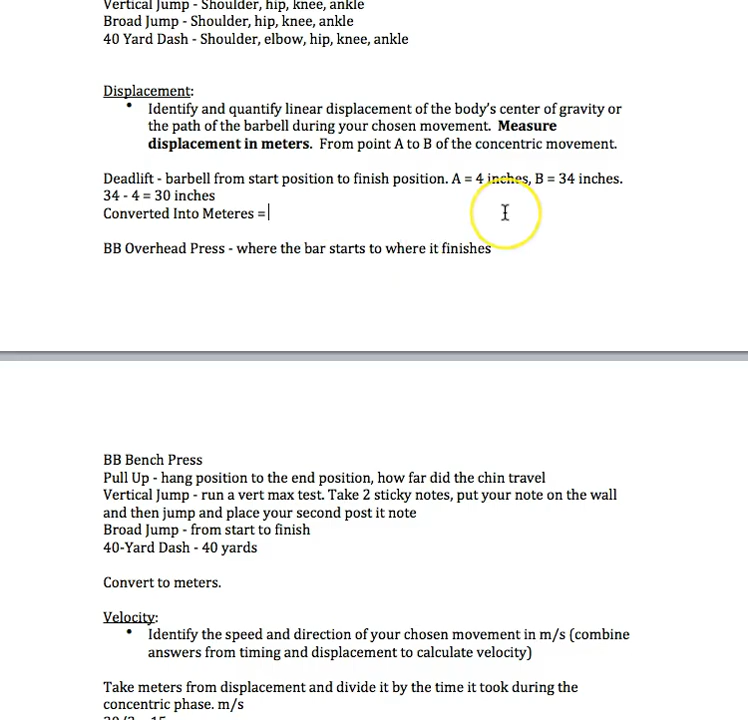 Vertical Jump - Shoulder, hip, knee, ankle
Broad Jump - Shoulder, hip, knee, ankle
40 Yard Dash - Shoulder, elbow, hip, knee, ankle
Displacement:
• Identify and quantify linear displacement of the body's center of gravity or
the path of the barbell during your chosen movement. Measure
displacement in meters. From point A to B of the concentric movement.
Deadlift - barbell from start position to finish position. A = 4 inches, B = 34 inches.
34 - 4 = 30 inches
Converted Into Meteres =
BB Overhead Press - where the bar starts to where it finishes
BB Bench Press
Pull Up - hang position to the end position, how far did the chin travel
Vertical Jump - run a vert max test. Take 2 sticky notes, put your note on the wall
and then jump and place your second post it note
Broad Jump - from start to finish
40-Yard Dash - 40 yards
Convert to meters.
Velocity:
• Identify the speed and direction of your chosen movement in m/s (combine
answers from timing and displacement to calculate velocity)
Take meters from displacement and divide it by the time it took during the
concentric phase. m/s